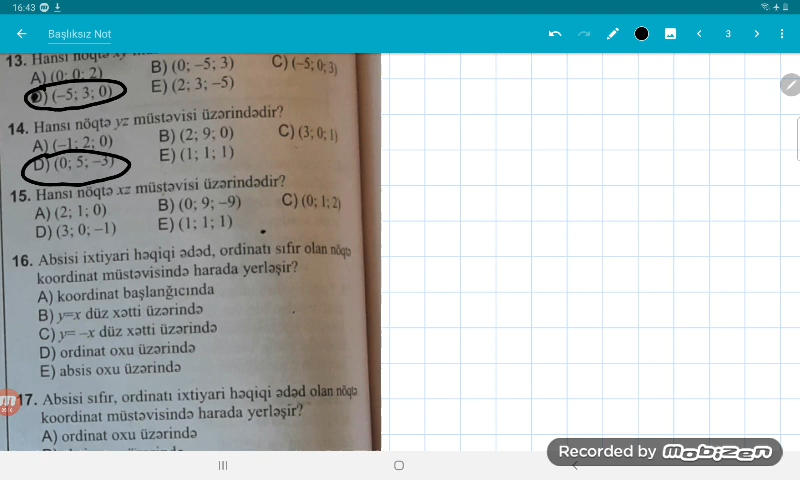 16:43
Başlıksız Not
3
13. Hansı nöqtə xy
A) (0; 0; 2) B) (0; −5; 3) C) (−5; 0; 3)
D) (−5; 3; 0) E) (2; 3; −5)
14. Hansı nöqtə yz müstəvisi üzərindədir?
A) (−1; 2; 0) B) (2; 9; 0) C) (3; 0; 1)
D) (0; 5; −3) E) (1; 1; 1)
15. Hansı nöqtə xz müstəvisi üzərindədir?
A) (2; 1; 0) B) (0; 9; −9) C) (0; 1; 2)
D) (3; 0; −1) E) (1; 1; 1)
16. Absisi ixtiyari həqiqi ədəd, ordinatı sıfır olan nöqtə
koordinat müstəvisində harada yerləşir?
A) koordinat başlanğıcında
B) y=x düz xətti üzərində
C) y= −x düz xətti üzərində
D) ordinat oxu üzərində
E) absis oxu üzərində
17. Absisi sıfır, ordinatı ixtiyari həqiqi ədəd olan nöqtə
koordinat müstəvisində harada yerləşir?
A) ordinat oxu üzərində
Recorded by mobizen